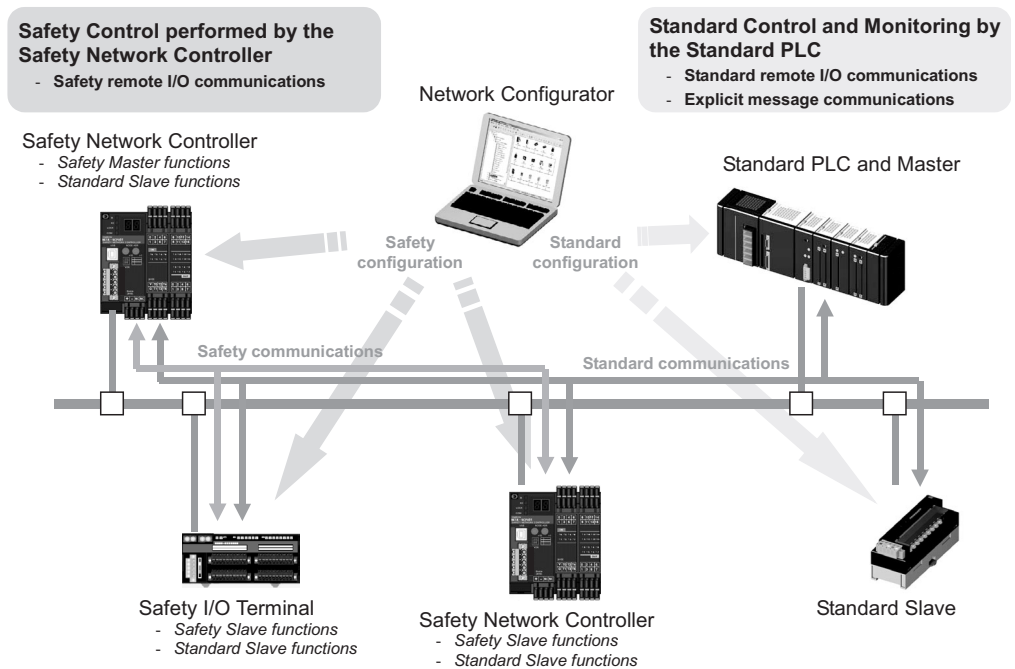 Safety Control performed by the
Safety Network Controller
- Safety remote I/O communications
Standard Control and Monitoring by
the Standard PLC
- Standard remote I/O communications
- Explicit message communications
Network Configurator
Safety Network Controller
- Safety Master functions
- Standard Slave functions
Standard PLC and Master
Safety
configuration
Standard
configuration
Safety communications
Standard communications
Safety I/O Terminal
- Safety Slave functions
- Standard Slave functions
Safety Network Controller
- Safety Slave functions
- Standard Slave functions
Standard Slave